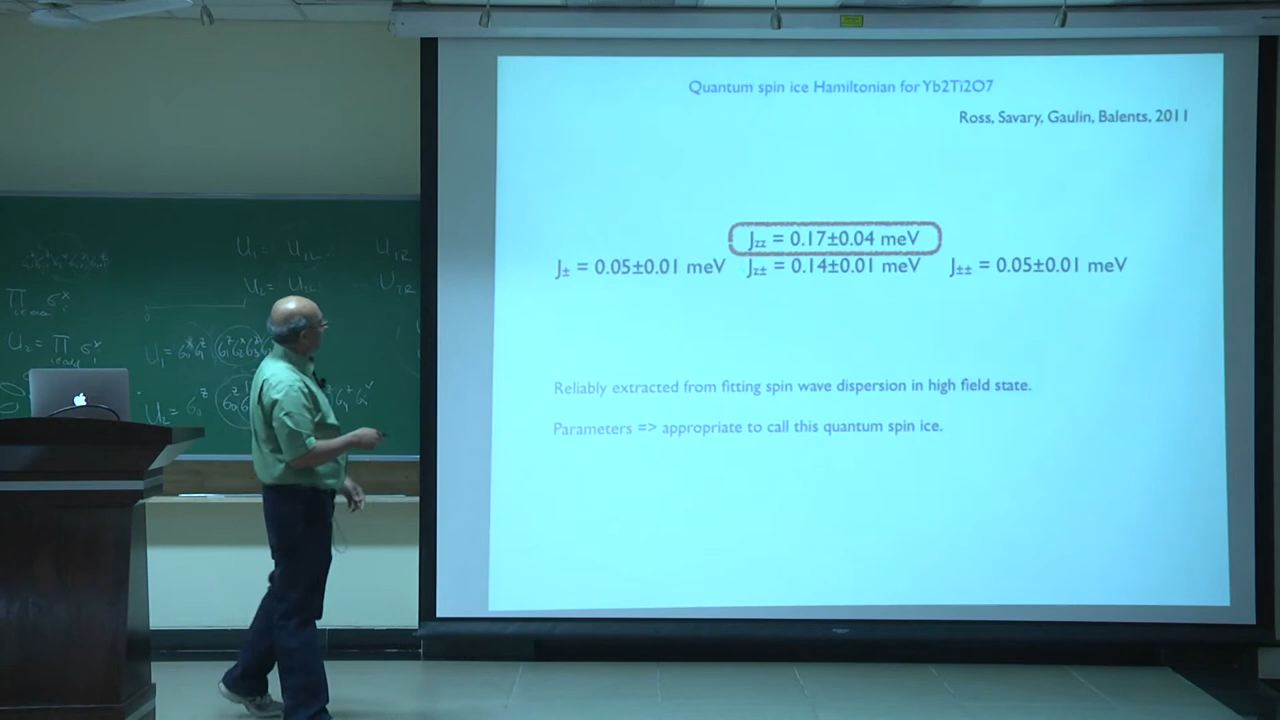 Quantum spin ice Hamiltonian for Yb2Ti2O7
Ross, Savary, Gaulin, Balents, 2011
Jzz = 0.17±0.04 meV
J± = 0.05±0.01 meV Jz± = 0.14±0.01 meV J±± = 0.05±0.01 meV
Reliably extracted from fitting spin wave dispersion in high field state.
Parameters => appropriate to call this quantum spin ice.
U₁ = U₁L U₁R
U₂ = U₂L U₂R